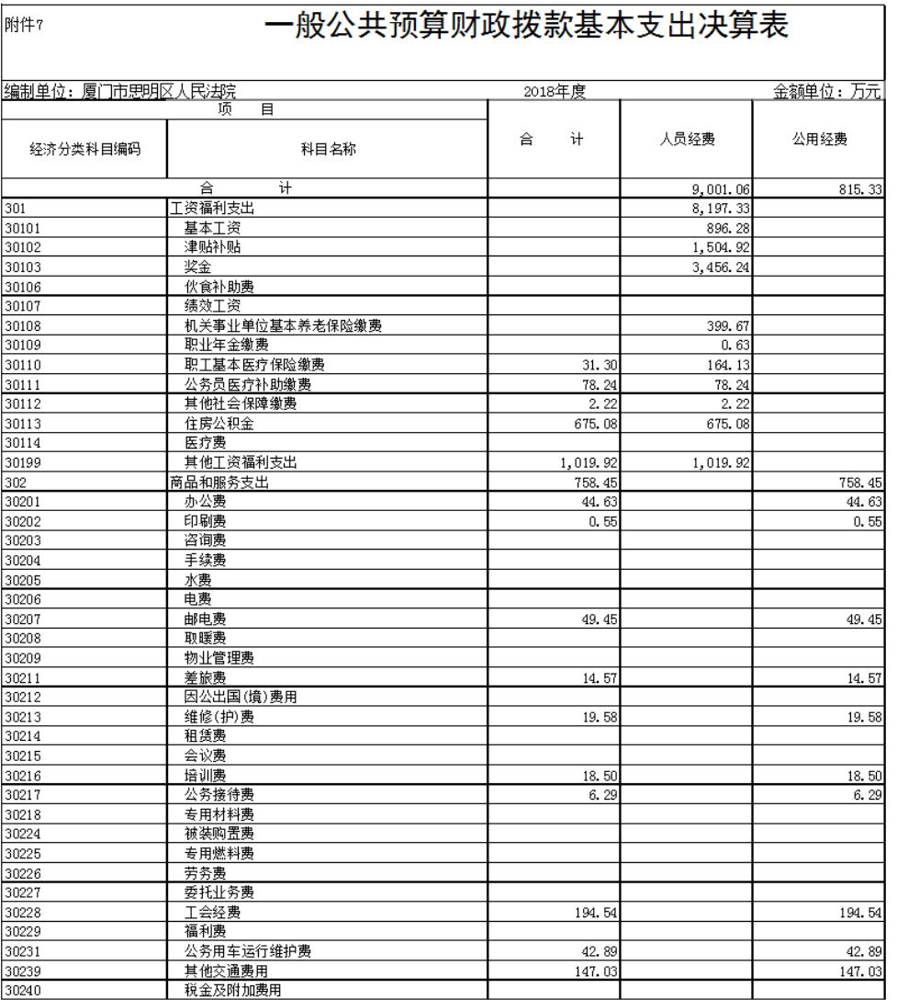 附件7
一般公共预算财政拨款基本支出决算表
编制单位：厦门市思明区人民法院 2018年度 金额单位：万元
项 目
经济分类科目编码 科目名称 合 计 人员经费 公用经费
合 计 9,001.06 815.33
301 工资福利支出 8,197.33
30101 基本工资 896.28
30102 津贴补贴 1,504.92
30103 奖金 3,456.24
30106 伙食补助费
30107 绩效工资
30108 机关事业单位基本养老保险缴费 399.67
30109 职业年金缴费 0.63
30110 职工基本医疗保险缴费 31.30 164.13
30111 公务员医疗补助缴费 78.24 78.24
30112 其他社会保障缴费 2.22 2.22
30113 住房公积金 675.08 675.08
30114 医疗费
30199 其他工资福利支出 1,019.92 1,019.92
302 商品和服务支出 758.45 758.45
30201 办公费 44.63 44.63
30202 印刷费 0.55 0.55
30203 咨询费
30204 手续费
30205 水费
30206 电费
30207 邮电费 49.45 49.45
30208 取暖费
30209 物业管理费
30211 差旅费 14.57 14.57
30212 因公出国(境)费用
30213 维修(护)费 19.58 19.58
30214 租赁费
30215 会议费
30216 培训费 18.50 18.50
30217 公务接待费 6.29 6.29
30218 专用材料费
30224 被装购置费
30225 专用燃料费
30226 劳务费
30227 委托业务费
30228 工会经费 194.54 194.54
30229 福利费
30231 公务用车运行维护费 42.89 42.89
30239 其他交通费用 147.03 147.03
30240 税金及附加费用